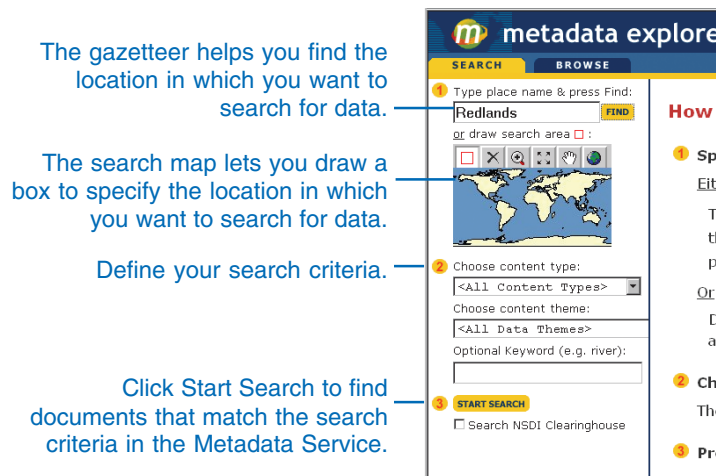 The gazetteer helps you find the
location in which you want to
search for data.
The search map lets you draw a
box to specify the location in which
you want to search for data.
Define your search criteria.
Click Start Search to find
documents that match the search
criteria in the Metadata Service.
m metadata explore
SEARCH BROWSE
1 Type place name & press Find:
Redlands FIND
or draw search area :
2 Choose content type:
<All Content Types>
Choose content theme:
<All Data Themes>
Optional Keyword (e.g. river):
3 START SEARCH
Search NSDI Clearinghouse
How
1 Sp
Eit
T
th
p
Or
D
a
2 Ch
The
3 Pre